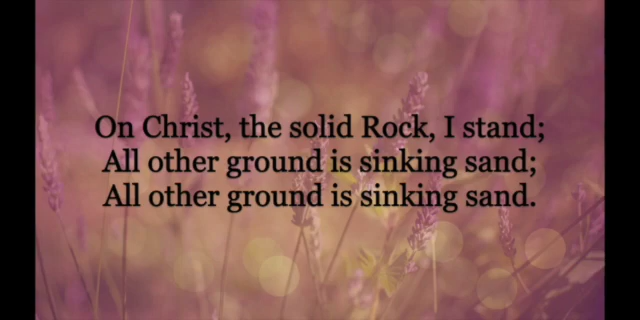 On Christ, the solid Rock, I stand;
All other ground is sinking sand;
All other ground is sinking sand.